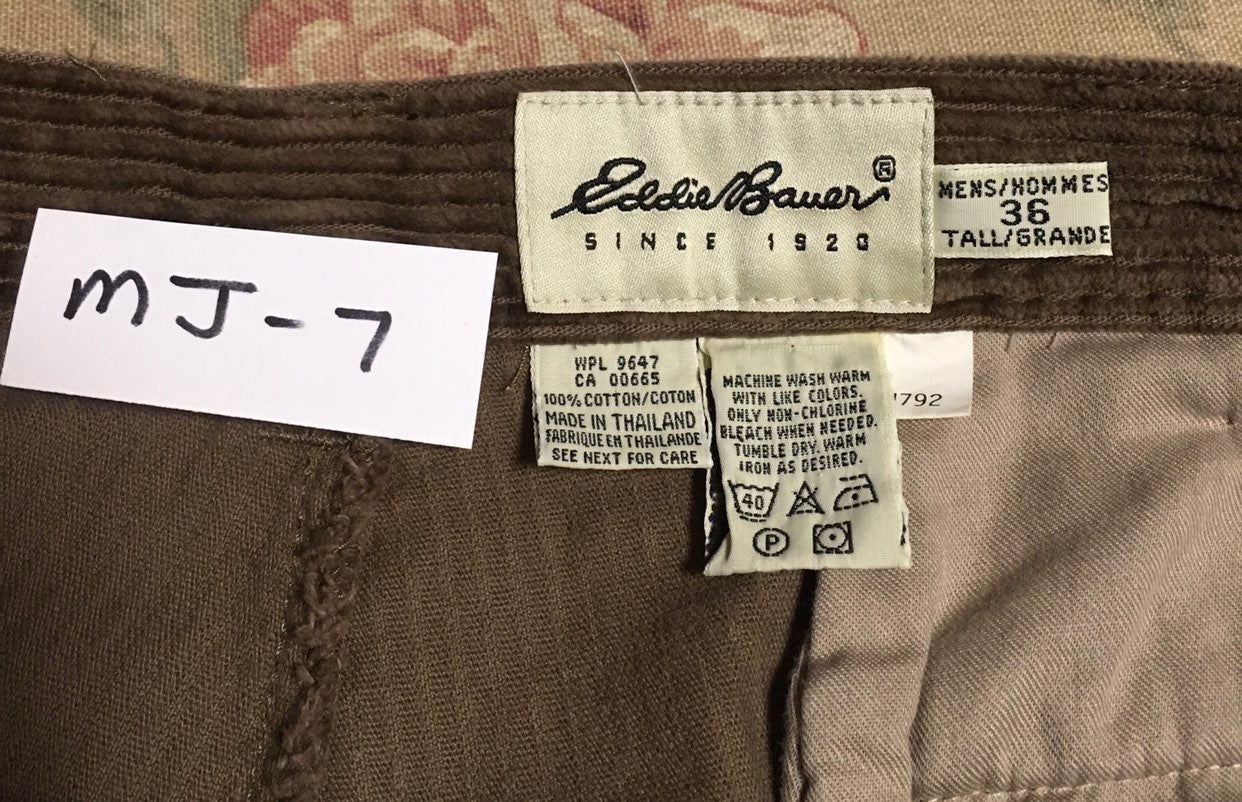 Eddie Bauer®
SINCE 1920
MENS/HOMMES
36
TALL/GRANDE
MJ-7
WPL 9647
CA 00665
100% COTTON/COTON
MADE IN THAILAND
FABRIQUE EN THAILANDE
SEE NEXT FOR CARE
MACHINE WASH WARM
WITH LIKE COLORS.
ONLY NON-CHLORINE
BLEACH WHEN NEEDED.
TUMBLE DRY. WARM
IRON AS DESIRED.
40
P
792